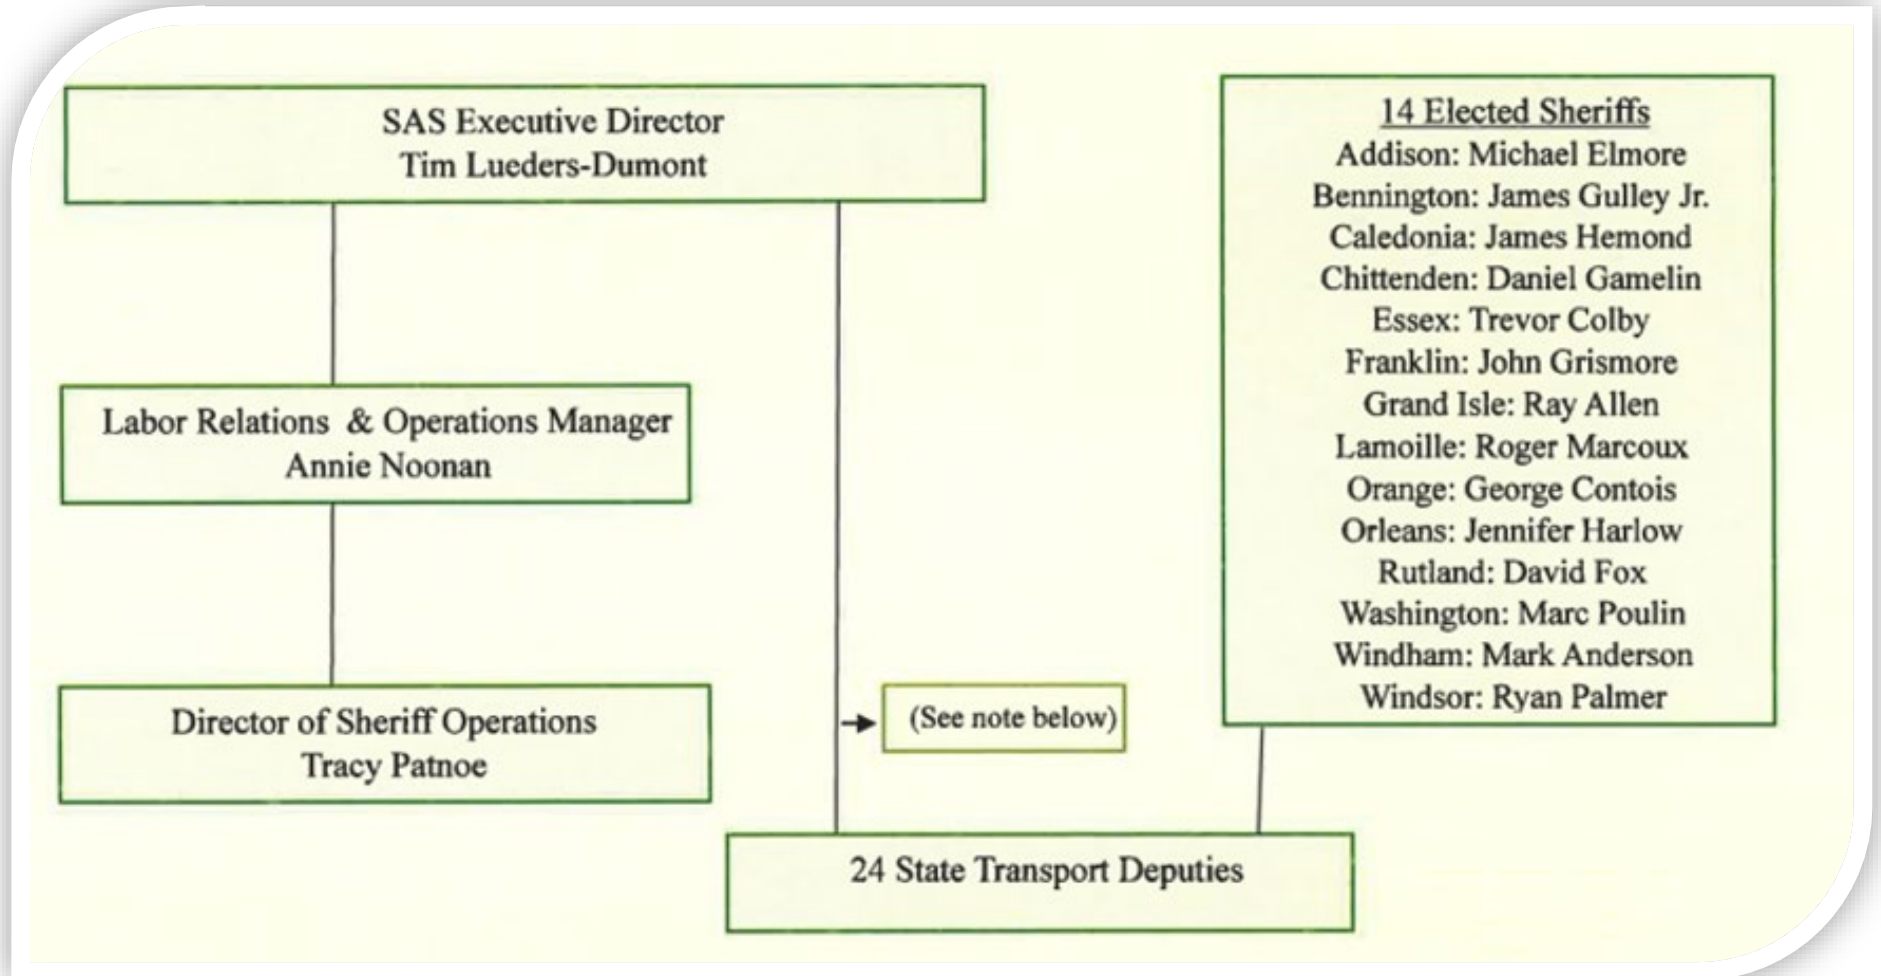 SAS Executive Director
Tim Lueders-Dumont
Labor Relations & Operations Manager
Annie Noonan
Director of Sheriff Operations
Tracy Patnoe
(See note below)
24 State Transport Deputies
14 Elected Sheriffs
Addison: Michael Elmore
Bennington: James Gulley Jr.
Caledonia: James Hemond
Chittenden: Daniel Gamelin
Essex: Trevor Colby
Franklin: John Grismore
Grand Isle: Ray Allen
Lamoille: Roger Marcoux
Orange: George Contois
Orleans: Jennifer Harlow
Rutland: David Fox
Washington: Marc Poulin
Windham: Mark Anderson
Windsor: Ryan Palmer